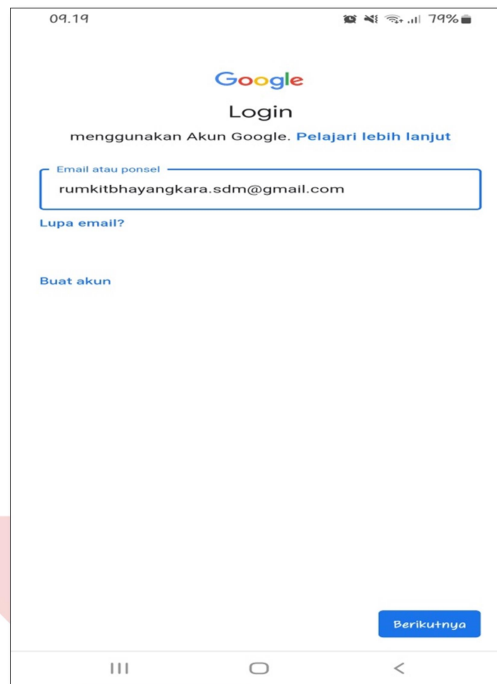 09.19 79%
Google
Login
menggunakan Akun Google. Pelajari lebih lanjut
Email atau ponsel
rumkitbhayangkara.sdm@gmail.com
Lupa email?
Buat akun
Berikutnya